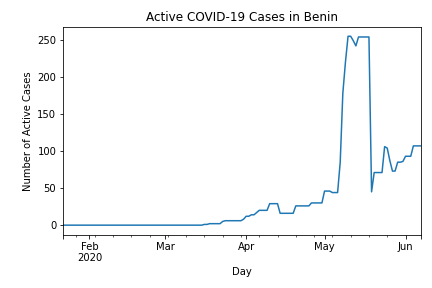 Active COVID-19 Cases in Benin
Number of Active Cases
250
200
150
100
50
0
Feb Mar Apr May Jun
2020
Day